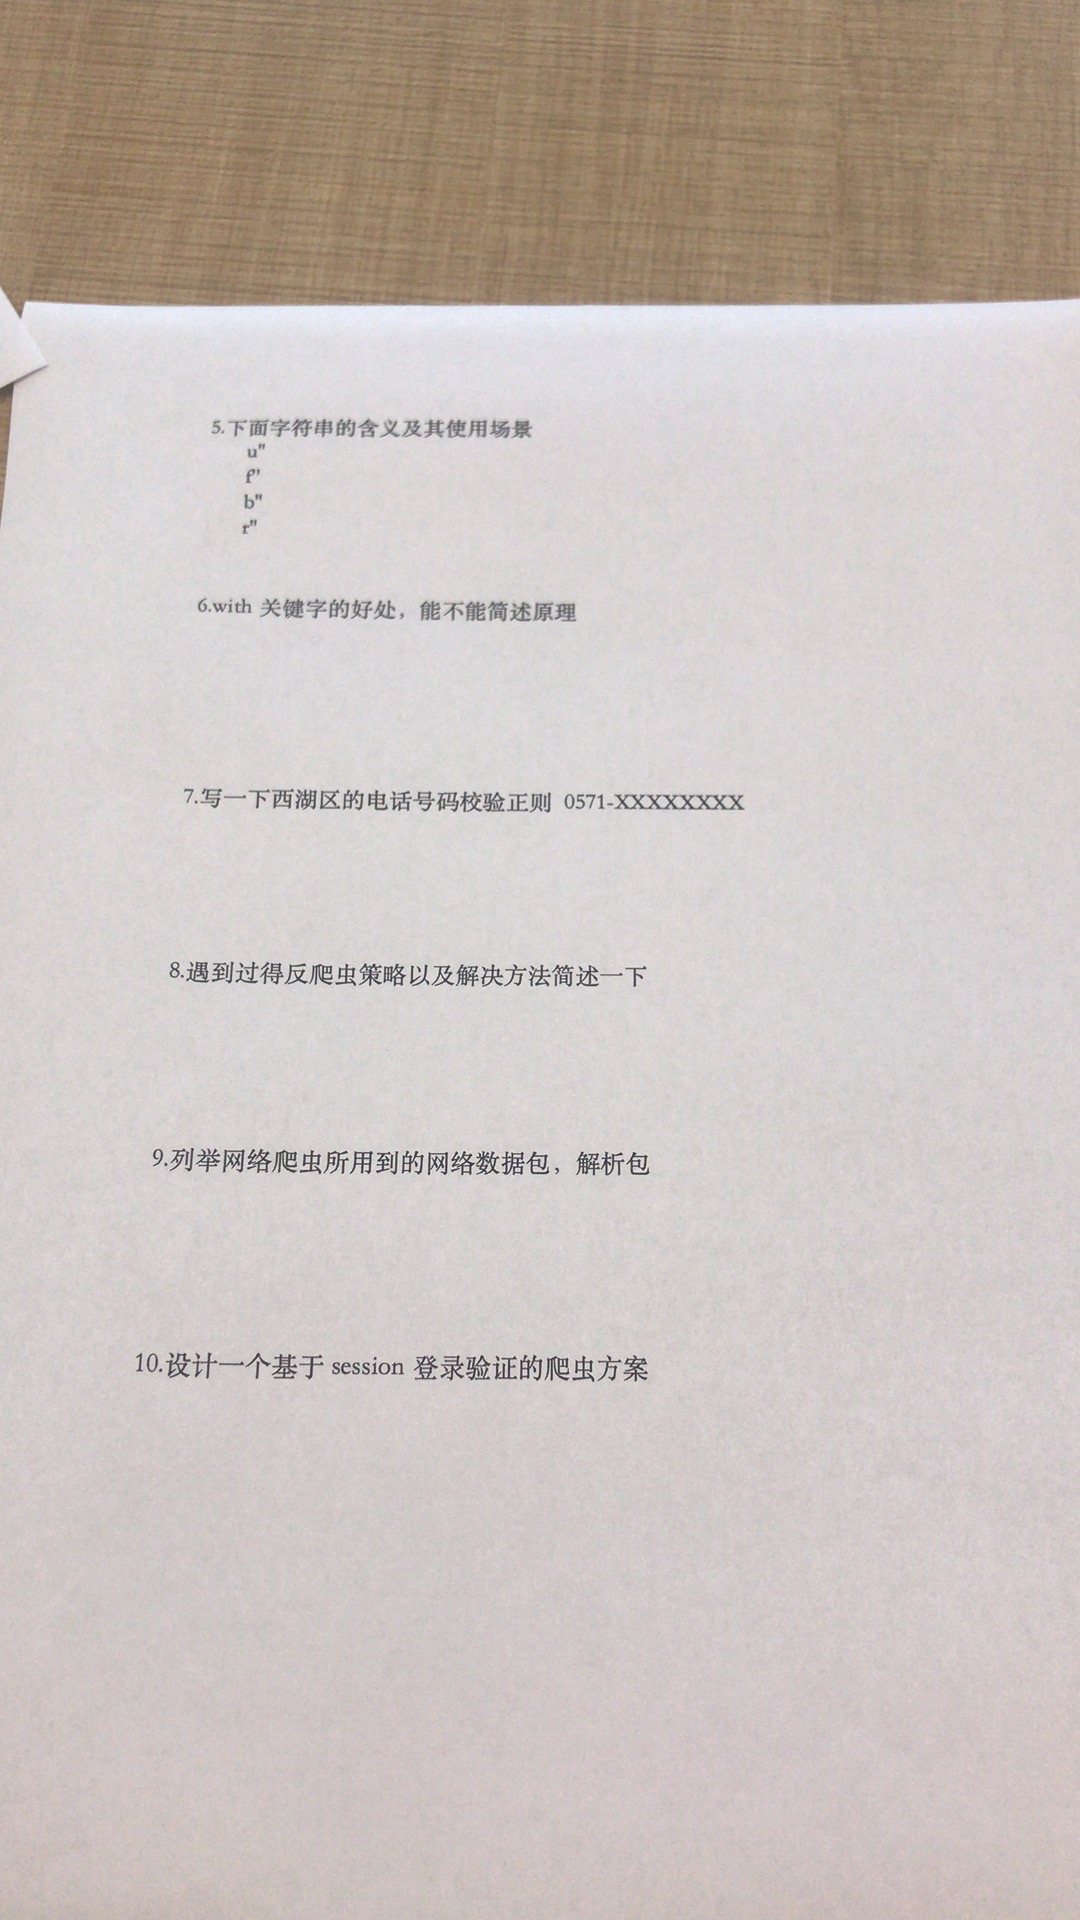 5.下面字符串的含义及其使用场景
u''
f''
b''
r''
6.with 关键字的好处，能不能简述原理
7.写一下西湖区的电话号码校验正则 0571-XXXXXXXX
8.遇到过得反爬虫策略以及解决方法简述一下
9.列举网络爬虫所用到的网络数据包，解析包
10.设计一个基于 session 登录验证的爬虫方案